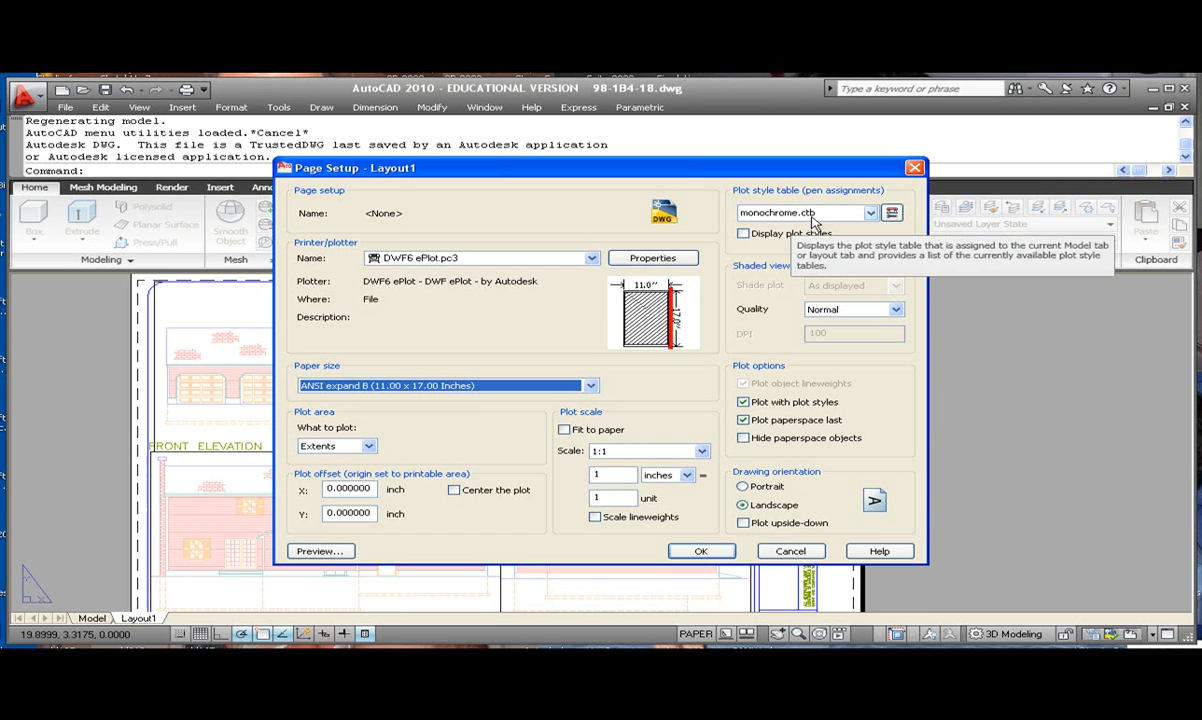 AutoCAD 2010 - EDUCATIONAL VERSION 98-1B4-18.dwg
Type a keyword or phrase
File Edit View Insert Format Tools Draw Dimension Modify Window Help Express Parametric
Regenerating model.
AutoCAD menu utilities loaded.*Cancel*
Autodesk DWG. This file is a TrustedDWG last saved by an Autodesk application
or Autodesk licensed application.
Command:
Home Mesh Modeling Render Insert Ann
Box
Extrude
Polysolid
Planar Surface
Press/Pull
Smooth
Object
Modeling
Mesh
Unsaved Layer State
Paste
Clipboard
Page Setup - Layout1
Page setup
Name: <None>
DWG
Printer/plotter
Name: DWF6 ePlot.pc3
Properties
Plotter: DWF6 ePlot - DWF ePlot - by Autodesk
Where: File
Description:
11.0''
17.0''
Paper size
ANSI expand B (11.00 x 17.00 Inches)
Plot area
What to plot:
Extents
Plot offset (origin set to printable area)
X: 0.000000 inch
Center the plot
Y: 0.000000 inch
Plot scale
Fit to paper
Scale: 1:1
1 inches =
1 unit
Scale lineweights
Plot style table (pen assignments)
monochrome.ctb
Display plot styles
Displays the plot style table that is assigned to the current Model tab
or layout tab and provides a list of the currently available plot style
tables.
Shaded view
Shade plot As displayed
Quality Normal
DPI 100
Plot options
Plot object lineweights
Plot with plot styles
Plot paperspace last
Hide paperspace objects
Drawing orientation
Portrait
Landscape
A
Plot upside-down
Preview...
OK
Cancel
Help
FRONT ELEVATION
Model Layout1
19.8999, 3.3175, 0.0000
PAPER
3D Modeling